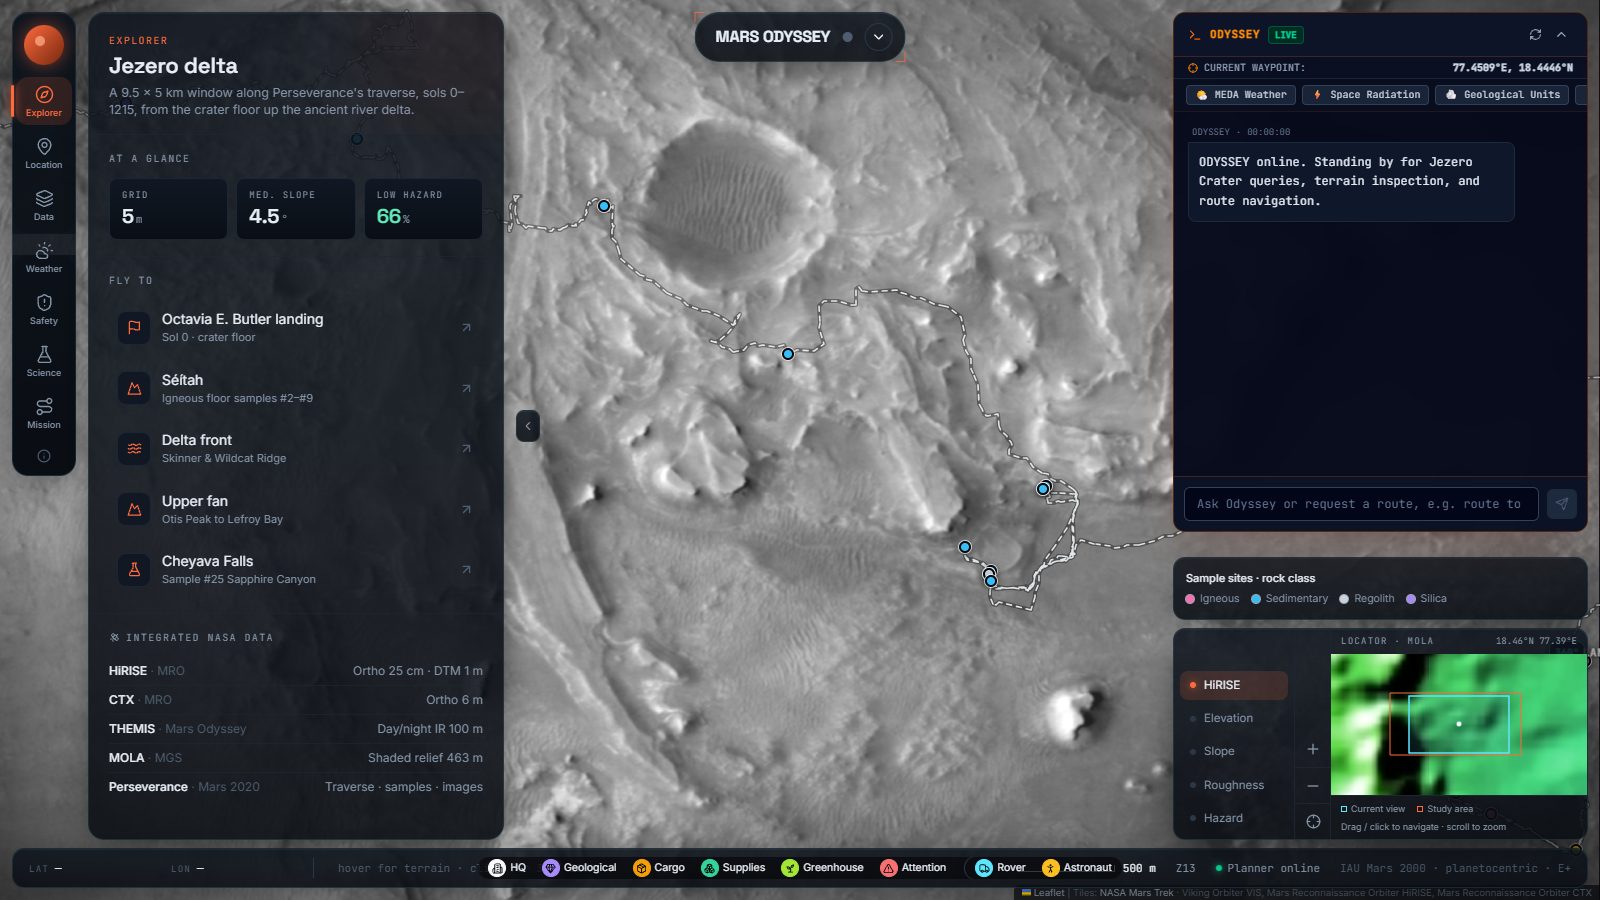 Explorer
Location
Data
Weather
Safety
Science
Mission
EXPLORER
Jezero delta
A 9.5 × 5 km window along Perseverance's traverse, sols 0–
1215, from the crater floor up the ancient river delta.
AT A GLANCE
GRID
5 m
MED. SLOPE
4.5 °
LOW HAZARD
66 %
FLY TO
Octavia E. Butler landing
Sol 0 · crater floor
Séítah
Igneous floor samples #2–#9
Delta front
Skinner & Wildcat Ridge
Upper fan
Otis Peak to Lefroy Bay
Cheyava Falls
Sample #25 Sapphire Canyon
INTEGRATED NASA DATA
HiRISE · MRO Ortho 25 cm · DTM 1 m
CTX · MRO Ortho 6 m
THEMIS · Mars Odyssey Day/night IR 100 m
MOLA · MGS Shaded relief 463 m
Perseverance · Mars 2020 Traverse · samples · images
MARS ODYSSEY
ODYSSEY LIVE
CURRENT WAYPOINT: 77.4509°E, 18.4446°N
MEDA Weather Space Radiation Geological Units
ODYSSEY · 00:00:00
ODYSSEY online. Standing by for Jezero
Crater queries, terrain inspection, and
route navigation.
Ask Odyssey or request a route, e.g. route to
Sample sites · rock class
Igneous Sedimentary Regolith Silica
LOCATOR · MOLA 18.46°N 77.39°E
HiRISE
Elevation
Slope
Roughness
Hazard
Current view Study area
Drag / click to navigate · scroll to zoom
LAT — LON — hover for terrain · c
HQ Geological Cargo Supplies Greenhouse Attention Rover Astronaut
500 m Z13 Planner online IAU Mars 2000 · planetocentric · E+
Leaflet | Tiles: NASA Mars Trek · Viking Orbiter VIS, Mars Reconnaissance Orbiter HiRISE, Mars Reconnaissance Orbiter CTX